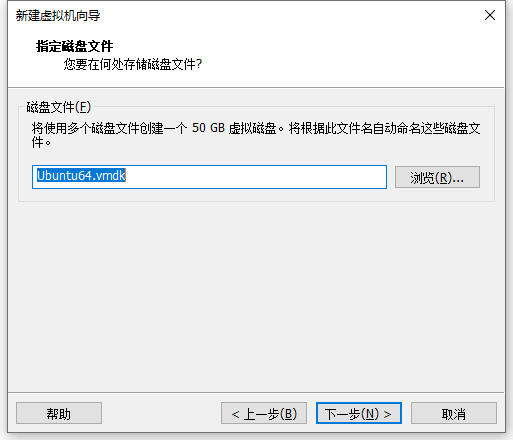 新建虚拟机向导
指定磁盘文件
您要在何处存储磁盘文件?
磁盘文件(F)
将使用多个磁盘文件创建一个 50 GB 虚拟磁盘。将根据此文件名自动命名这些磁盘文
件。
Ubuntu64.vmdk
浏览(R)...
帮助
< 上一步(B)
下一步(N) >
取消